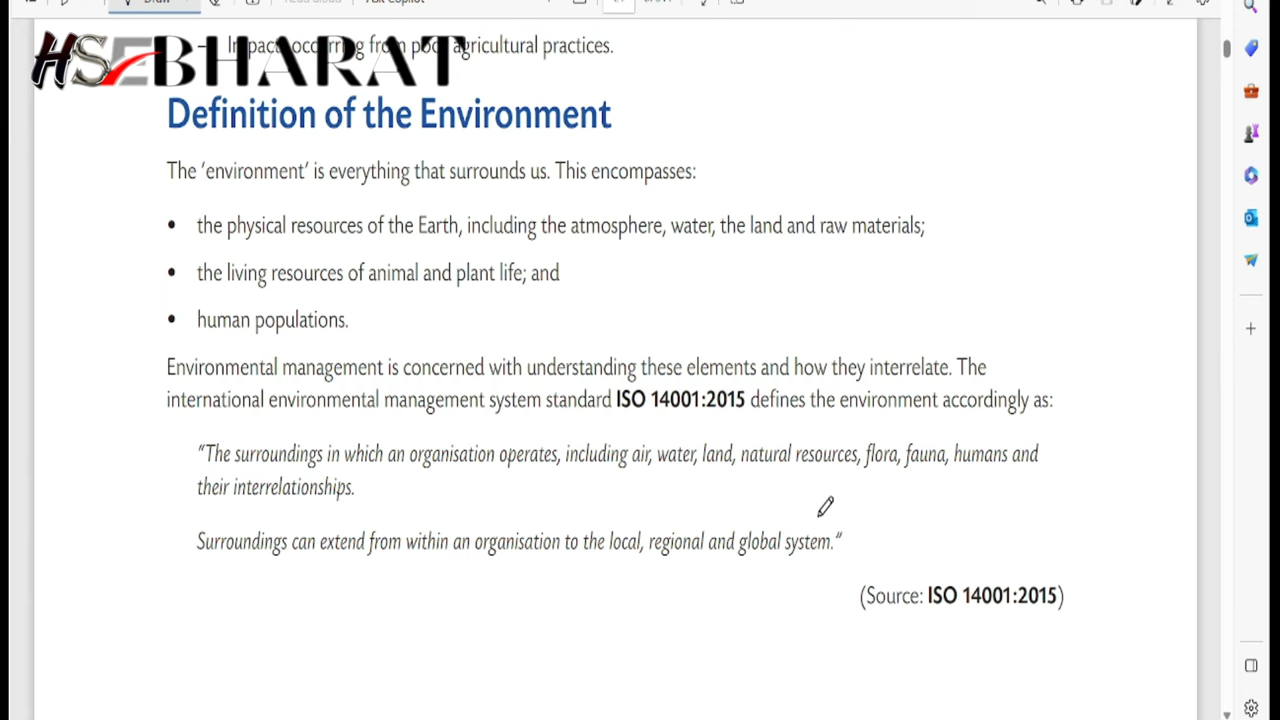 HSEBHARAT
– Impacts occurring from poor agricultural practices.
Definition of the Environment
The ‘environment’ is everything that surrounds us. This encompasses:
• the physical resources of the Earth, including the atmosphere, water, the land and raw materials;
• the living resources of animal and plant life; and
• human populations.
Environmental management is concerned with understanding these elements and how they interrelate. The
international environmental management system standard ISO 14001:2015 defines the environment accordingly as:
“The surroundings in which an organisation operates, including air, water, land, natural resources, flora, fauna, humans and
their interrelationships.
Surroundings can extend from within an organisation to the local, regional and global system.“
(Source: ISO 14001:2015)